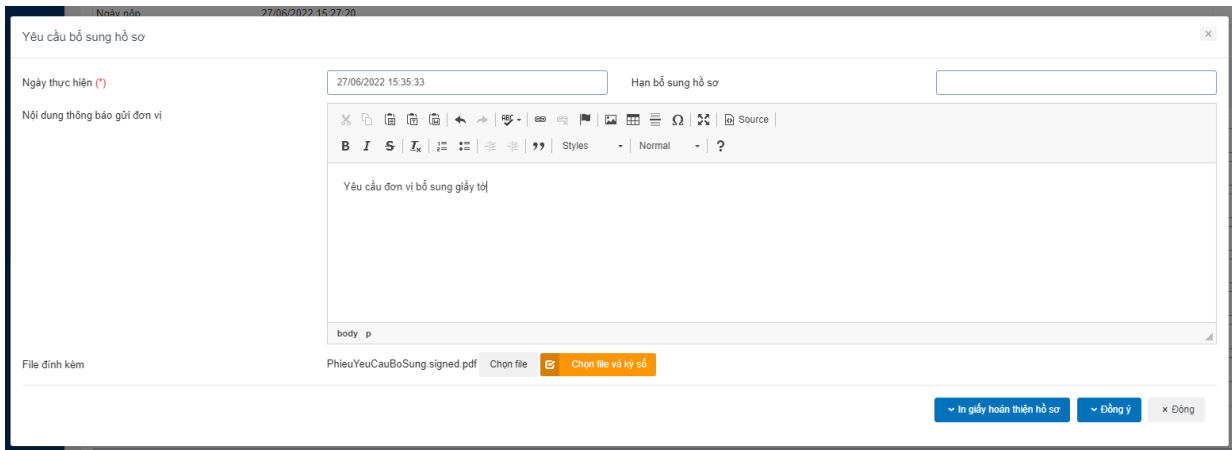 Ngày nộp 27/06/2022 15:27:20
Yêu cầu bổ sung hồ sơ ×
Ngày thực hiện (*) 27/06/2022 15:35:33 Hạn bổ sung hồ sơ
Nội dung thông báo gửi đơn vị
Source
B I S Ix Styles Normal ?
Yêu cầu đơn vị bổ sung giấy tờ
body p
File đính kèm PhieuYeuCauBoSung.signed.pdf Chọn file Chọn file và ký số
In giấy hoàn thiện hồ sơ Đồng ý × Đóng